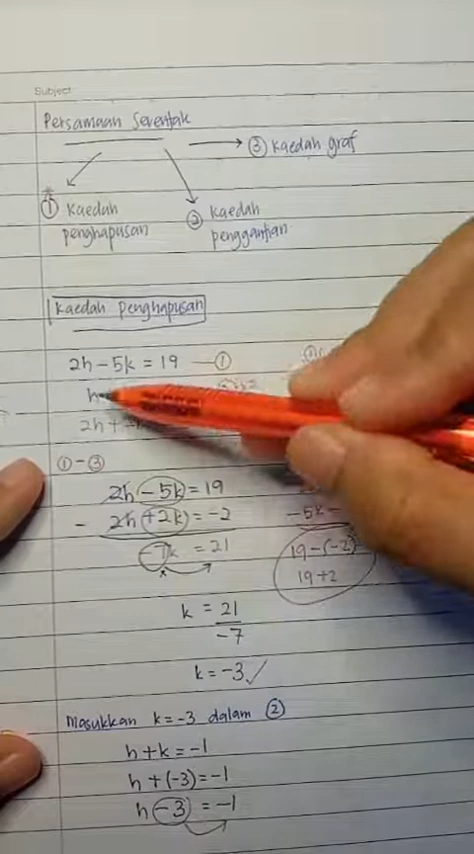 Subject
Persamaan Serentak
③ Kaedah graf
① Kaedah penghapusan
② Kaedah penggantian
Kaedah Penghapusan
2h - 5k = 19 — ①
h
2h +
① - ③
2h - 5k = 19
- 2h + 2k = -2
-7k = 21
-5k -
19 - (-2)
19 + 2
k = 21
-7
k = -3 ✓
Masukkan k = -3 dalam ②
h + k = -1
h + (-3) = -1
h - 3 = -1